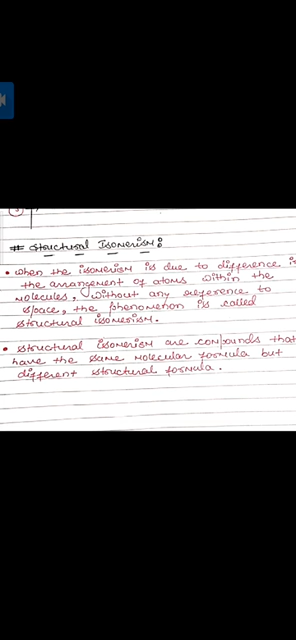 # Structural Isomerism:
• When the isomerism is due to difference i
the arrangement of atoms within the
molecules, without any reference to
space, the phenomenon is called
structural isomerism.
• Structural isomerism are compounds that
have the same molecular formula but
different structural formula.